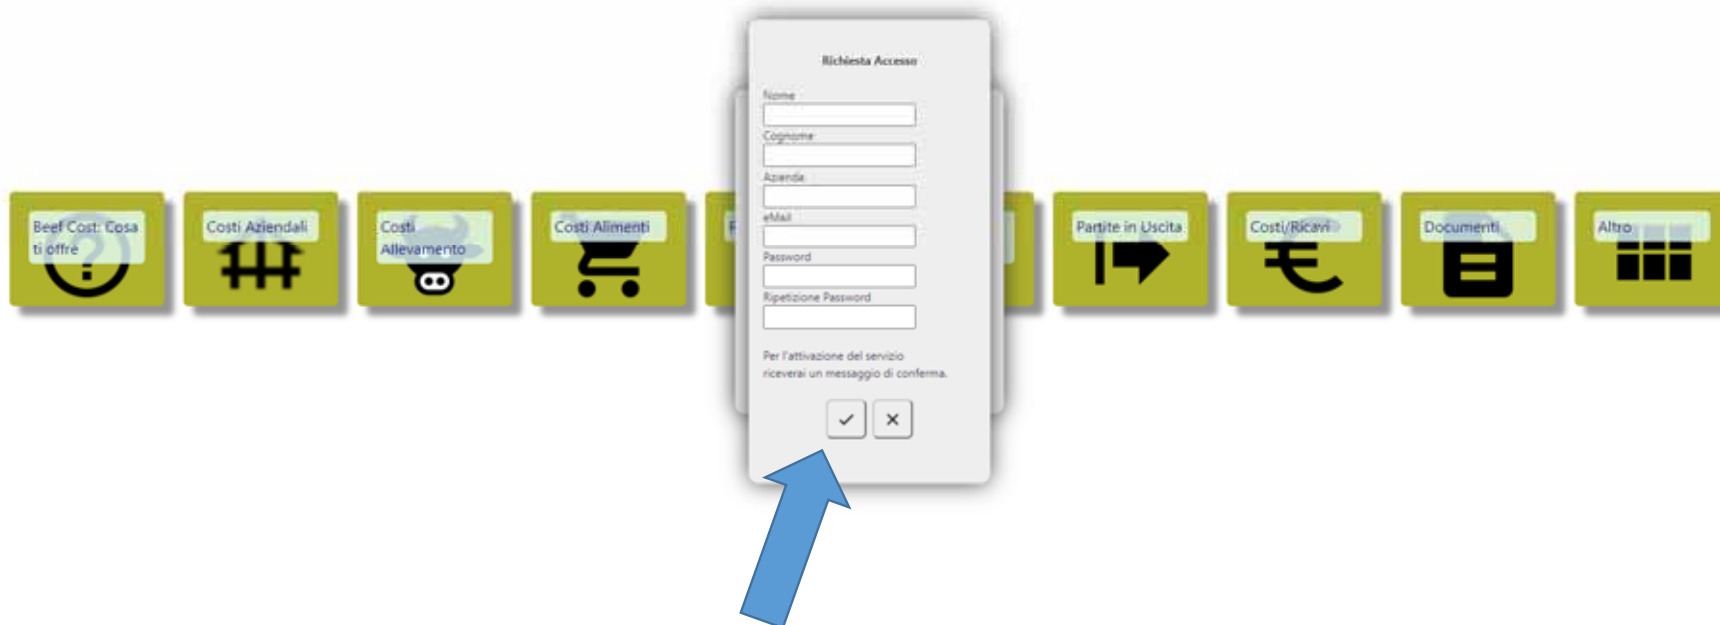 Richiesta Accesso
Nome
Cognome
Aziende
eMail
Password
Ripetizione Password
Per l'attivazione del servizio
riceverai un messaggio di conferma.
Beef Cost: Cosa
ti offre
Costi Aziendali
Costi
Allevamento
Costi Alimenti
Partite in Uscita
Costi/Ricavi
Documenti
Altro